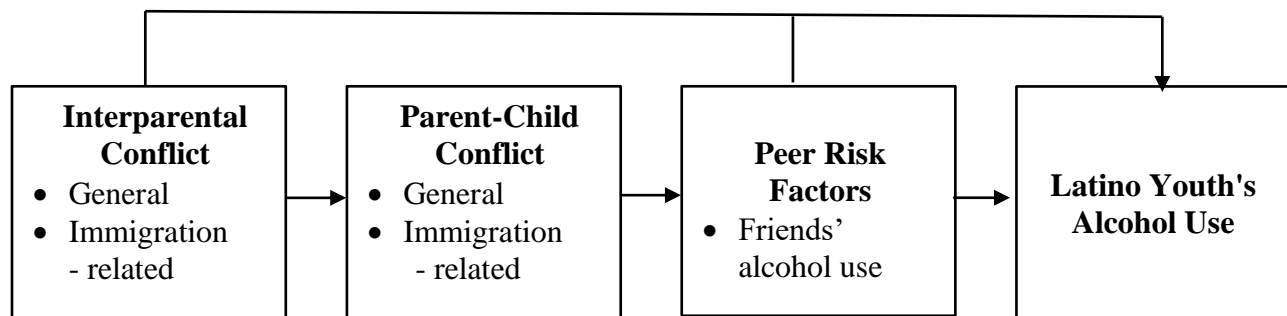 Interparental
Conflict
• General
• Immigration
- related
Parent-Child
Conflict
• General
• Immigration
- related
Peer Risk
Factors
• Friends’
alcohol use
Latino Youth's
Alcohol Use